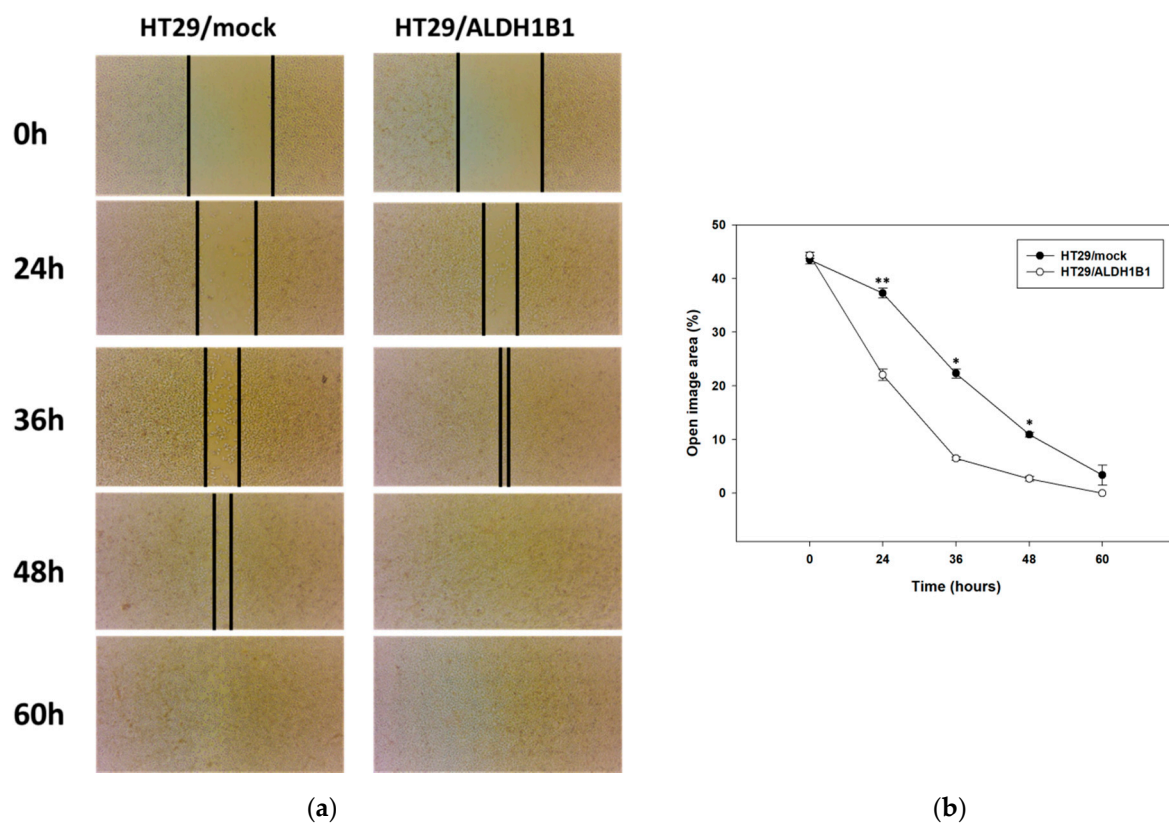 HT29/mock HT29/ALDH1B1
0h
24h
36h
48h
60h
(a)
50
40
30
20
10
0
Open image area (%)
**
*
*
HT29/mock
HT29/ALDH1B1
0 24 36 48 60
Time (hours)
(b)